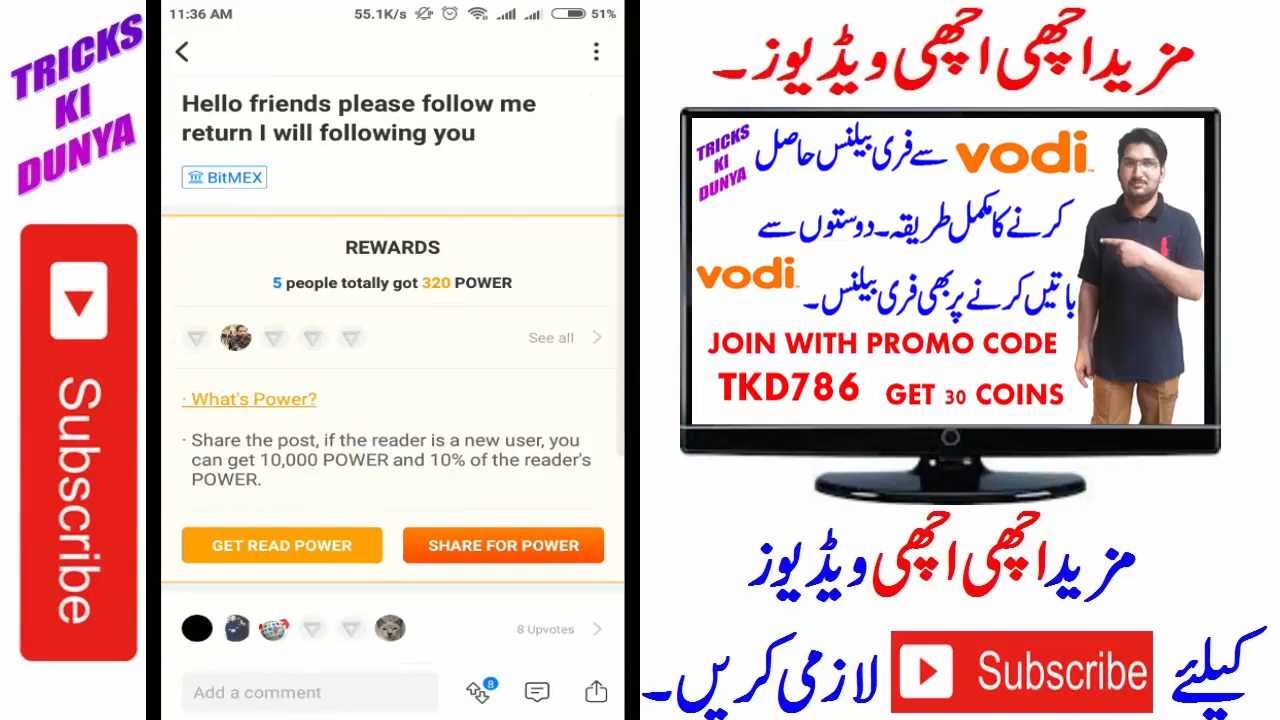 TRICKS
KI
DUNYA
Subscribe
11:36 AM
55.1K/s
51%
Hello friends please follow me
return I will following you
BitMEX
REWARDS
5 people totally got 320 POWER
See all
· What's Power?
· Share the post, if the reader is a new user, you
can get 10,000 POWER and 10% of the reader's
POWER.
GET READ POWER
SHARE FOR POWER
8 Upvotes
Add a comment
8
مزید اچھی اچھی ویڈیوز۔
TRICKS
KI
DUNYA
vodi سے فری بیلنس حاصل
کرنے کا مکمل طریقہ۔ دوستوں سے
vodi باتیں کرنے پر بھی فری بیلنس۔
JOIN WITH PROMO CODE
TKD786 GET 30 COINS
مزید اچھی اچھی ویڈیوز
کیلئے Subscribe لازمی کریں۔